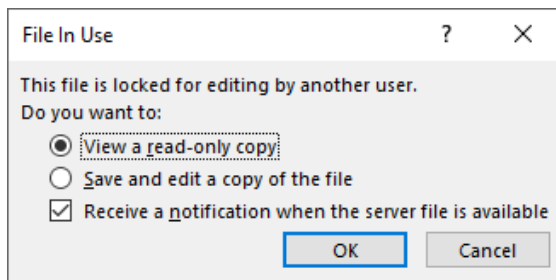 File In Use
?
This file is locked for editing by another user.
Do you want to:
View a read-only copy
Save and edit a copy of the file
Receive a notification when the server file is available
OK
Cancel